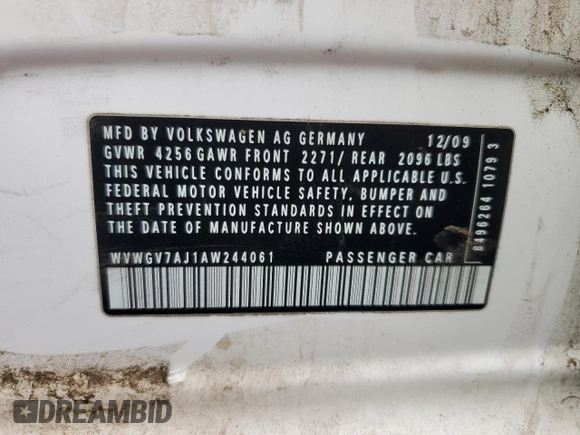 MFD BY VOLKSWAGEN AG GERMANY 12/09
GVWR 4256 GAWR FRONT 2271/ REAR 2096 LBS
THIS VEHICLE CONFORMS TO ALL APPLICABLE U.S.
FEDERAL MOTOR VEHICLE SAFETY, BUMPER AND
THEFT PREVENTION STANDARDS IN EFFECT ON
THE DATE OF MANUFACTURE SHOWN ABOVE.
WVWGV7AJ1AW244061 PASSENGER CAR
8496264 1079 3
DREAMBID